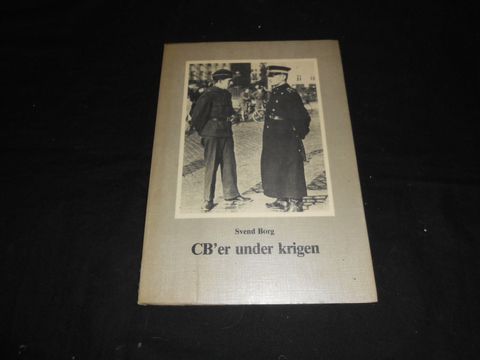 Svend Borg
CB'er under krigen